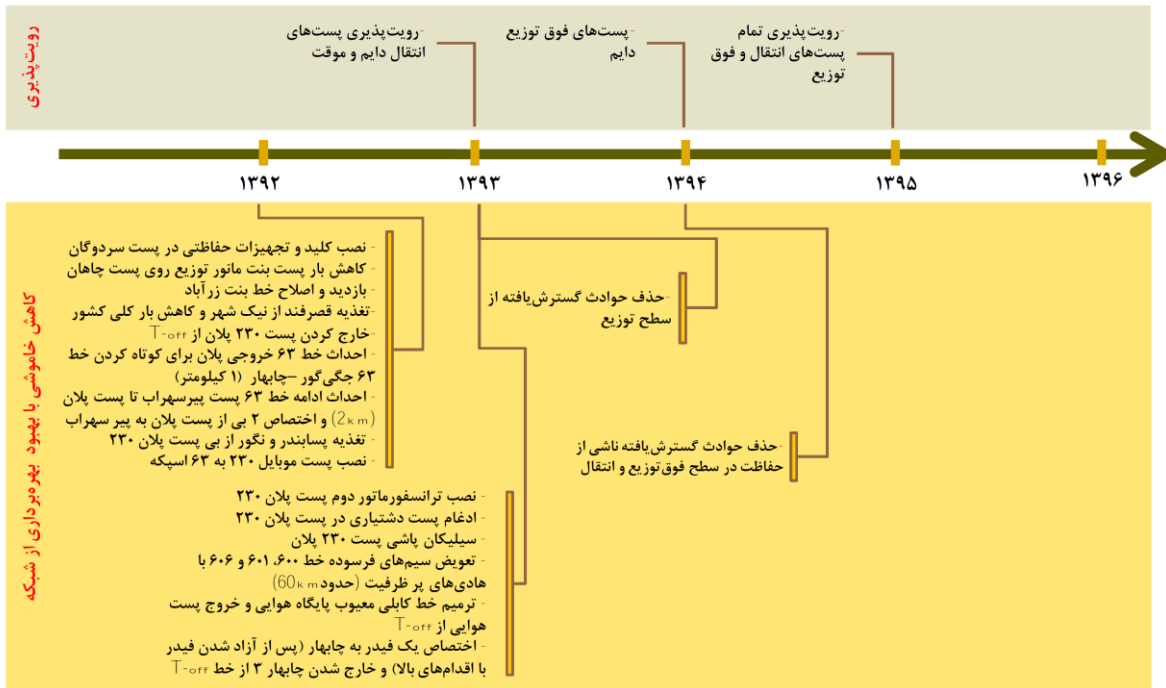 رویت‌پذیری
-رویت‌پذیری پست‌های
انتقال دایم و موقت
-پست‌های فوق توزیع
دایم
-رویت‌پذیری تمام
پست‌های انتقال و فوق
توزیع
۱۳۹۲
۱۳۹۳
۱۳۹۴
۱۳۹۵
۱۳۹۶
کاهش خاموشی با بهبود بهره‌برداری از شبکه
- نصب کلید و تجهیزات حفاظتی در پست سردوگان
-کاهش بار پست بنت مانور توزیع روی پست چاهان
-بازدید و اصلاح خط بنت زرآباد
-تغذیه قصرقند از نیک شهر و کاهش بار کلی کشور
-خارج کردن پست ۲۳۰ پلان از T-off
- احداث خط ۶۳ خروجی پلان برای کوتاه کردن خط
۶۳ جگی‌گور –چابهار (۱ کیلومتر)
- احداث ادامه خط ۶۳ پست پیرسهراب تا پست پلان
(2km) و اختصاص ۲ بی از پست پلان به پیر سهراب
- تغذیه پسابندر و نگور از بی پست پلان ۲۳۰
- نصب پست موبایل ۲۳۰ به ۶۳ اسپکه
- نصب ترانسفورماتور دوم پست پلان ۲۳۰
- ادغام پست دشتیاری در پست پلان ۲۳۰
- سیلیکان پاشی پست ۲۳۰ پلان
- تعویض سیم‌های فرسوده خط ۶۰۰، ۶۰۱ و ۶۰۶ با
هادی‌های پر ظرفیت (حدود60km)
- ترمیم خط کابلی معیوب پایگاه هوایی و خروج پست
هوایی از T-off
- اختصاص یک فیدر به چابهار (پس از آزاد شدن فیدر
با اقدام‌های بالا) و خارج شدن چابهار ۳ از خط T-off
-حذف حوادث گسترش‌یافته از
سطح توزیع
-حذف حوادث گسترش‌یافته ناشی از
حفاظت در سطح فوق‌توزیع و انتقال